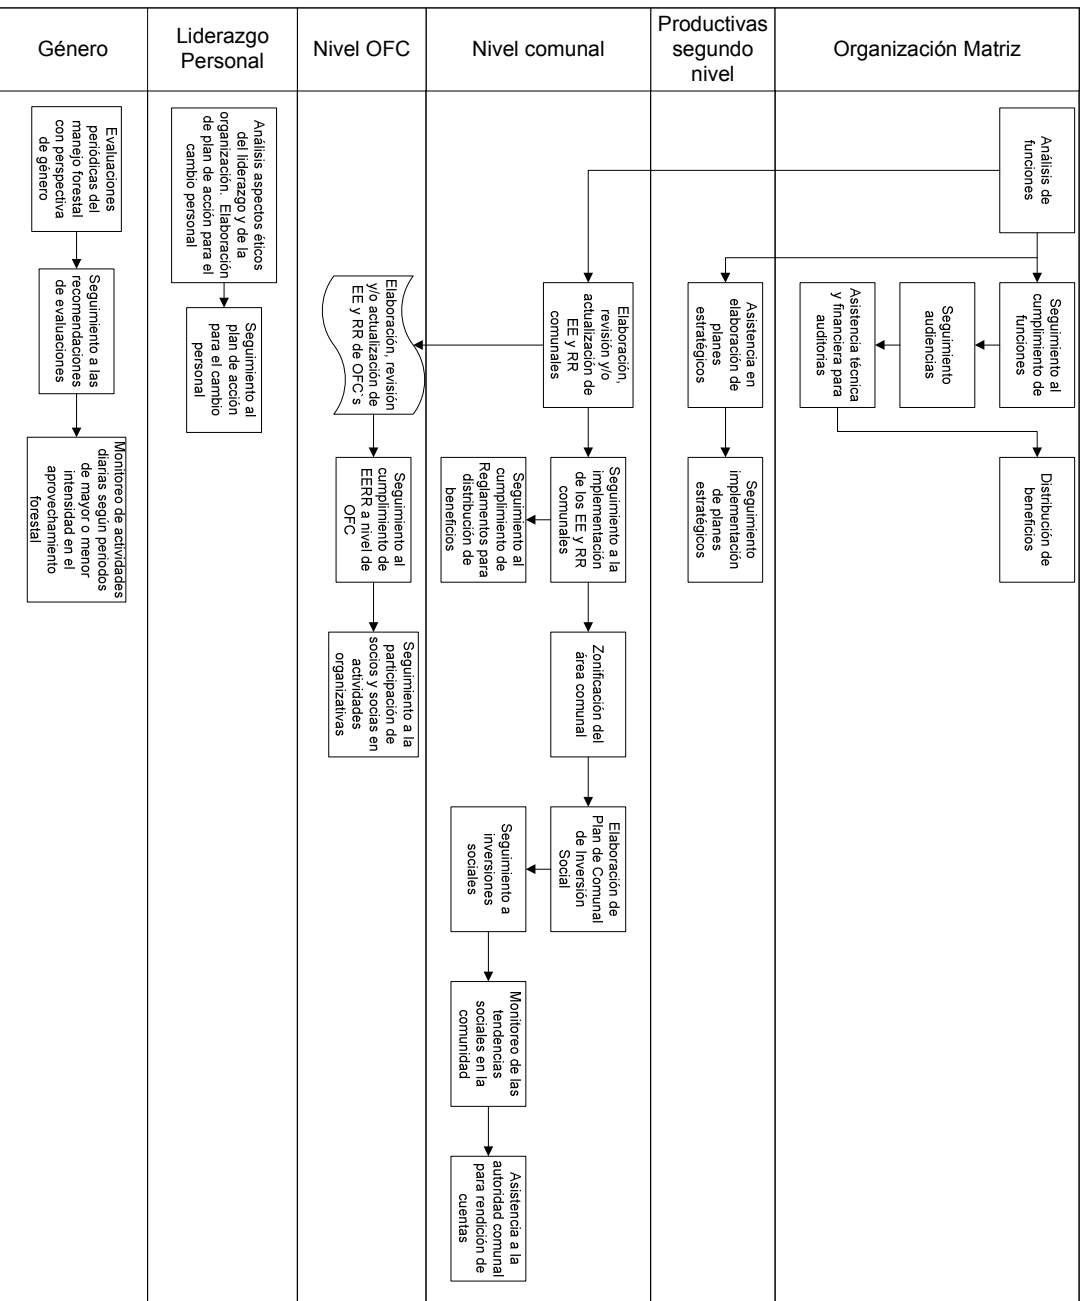 Género
Liderazgo
Personal
Nivel OFC
Nivel comunal
Productivas
segundo
nivel
Organización Matriz
Evaluaciones
periódicas del
manejo forestal
con perspectiva
de género
Seguimiento a las
recomendaciones
de evaluaciones
Monitoreo de actividades
diarias según periodos
de mayor o menor
intensidad en el
aprovechamiento
forestal
Análisis aspectos éticos
del liderazgo y de la
organización. Elaboración
de plan de acción para el
cambio personal
Seguimiento al
plan de acción
para el cambio
personal
Elaboración, revisión
y/o actualización de
EE y RR de OFC`s
Seguimiento al
cumplimiento de
EERR a nivel de
OFC
Seguimiento a la
participación de
socios y socias en
actividades
organizativas
Elaboración,
revisión y/o
actualización de
EE y RR
comunales
Seguimiento a la
implementación
de los EE y RR
comunales
Seguimiento al
cumplimiento de
Reglamentos para
distribución de
beneficios
Zonificación del
área comunal
Elaboración de
Plan de Comunal
de Inversión
Social
Seguimiento a
inversiones
sociales
Monitoreo de las
tendencias
sociales en la
comunidad
Asistencia a la
autoridad comunal
para rendición de
cuentas
Asistencia en
elaboración de
planes
estratégicos
Seguimiento
implementación
de planes
estratégicos
Análisis de
funciones
Seguimiento al
cumplimiento de
funciones
Seguimiento
audiencias
Asistencia técnica
y financiera para
auditorias
Distribución de
beneficios